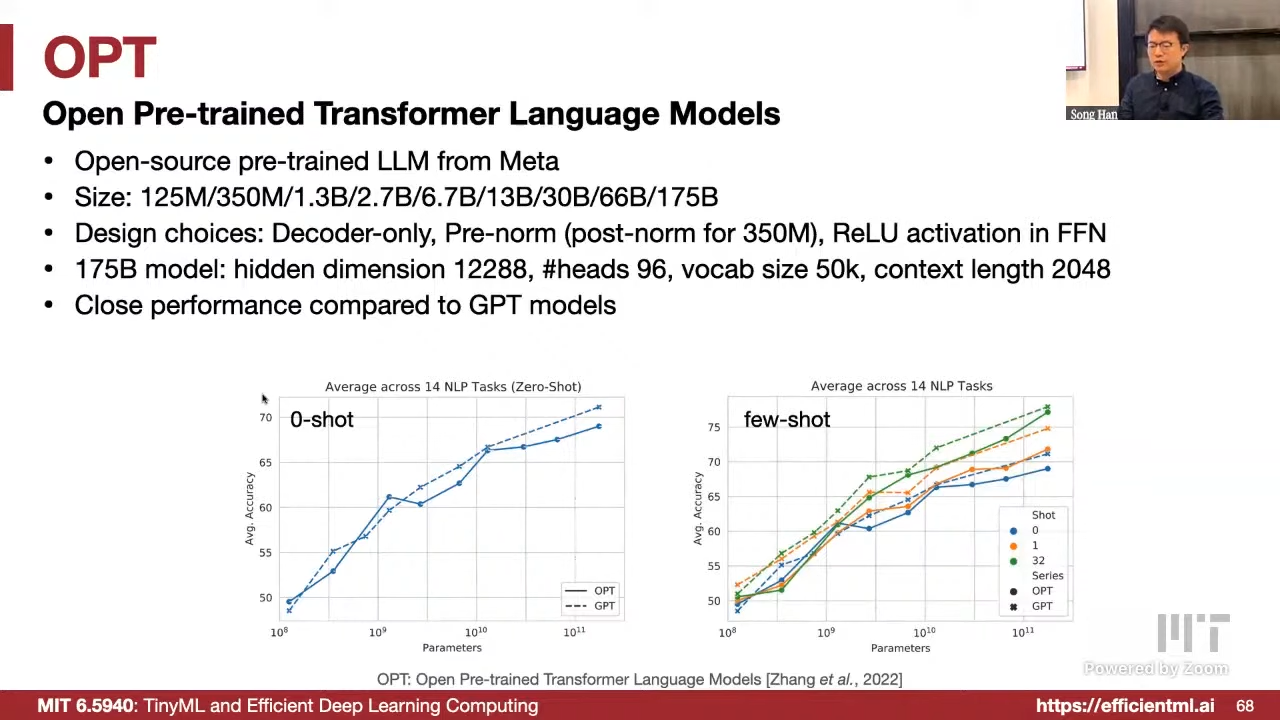 OPT
Song Han
Open Pre-trained Transformer Language Models
• Open-source pre-trained LLM from Meta
• Size: 125M/350M/1.3B/2.7B/6.7B/13B/30B/66B/175B
• Design choices: Decoder-only, Pre-norm (post-norm for 350M), ReLU activation in FFN
• 175B model: hidden dimension 12288, #heads 96, vocab size 50k, context length 2048
• Close performance compared to GPT models
Average across 14 NLP Tasks (Zero-Shot)
0-shot
70
65
60
55
50
Avg. Accuracy
OPT
GPT
10⁸
10⁹
10¹⁰
10¹¹
Parameters
Average across 14 NLP Tasks
few-shot
75
70
65
60
55
50
Avg. Accuracy
Shot
0
1
32
Series
OPT
GPT
10⁸
10⁹
10¹⁰
10¹¹
Parameters
MIT
Powered by Zoom
OPT: Open Pre-trained Transformer Language Models [Zhang et al., 2022]
MIT 6.5940: TinyML and Efficient Deep Learning Computing
https://efficientml.ai
68